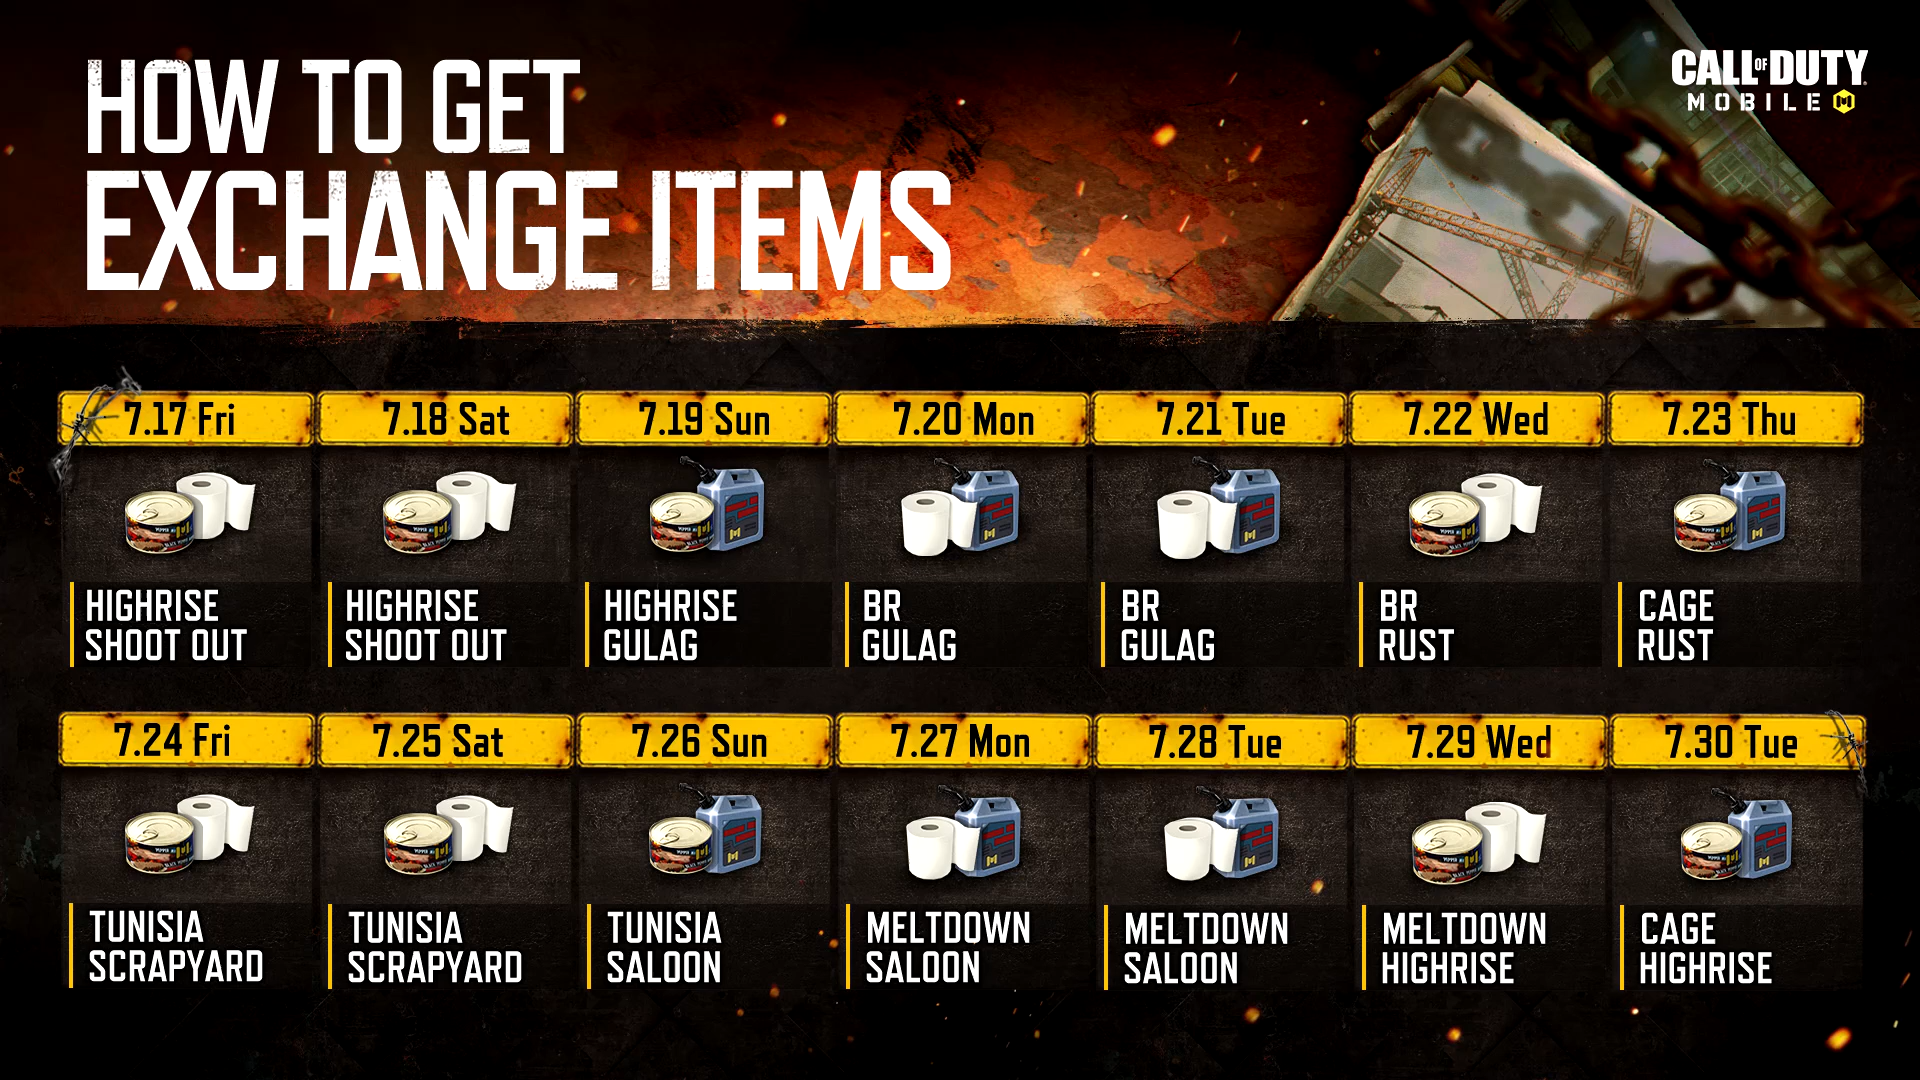 HOW TO GET
EXCHANGE ITEMS
CALL OF DUTY
MOBILE
7.17 Fri
7.18 Sat
7.19 Sun
7.20 Mon
7.21 Tue
7.22 Wed
7.23 Thu
HIGHRISE
SHOOT OUT
HIGHRISE
SHOOT OUT
HIGHRISE
GULAG
BR
GULAG
BR
GULAG
BR
RUST
CAGE
RUST
7.24 Fri
7.25 Sat
7.26 Sun
7.27 Mon
7.28 Tue
7.29 Wed
7.30 Tue
TUNISIA
SCRAPYARD
TUNISIA
SCRAPYARD
TUNISIA
SALOON
MELTDOWN
SALOON
MELTDOWN
SALOON
MELTDOWN
HIGHRISE
CAGE
HIGHRISE